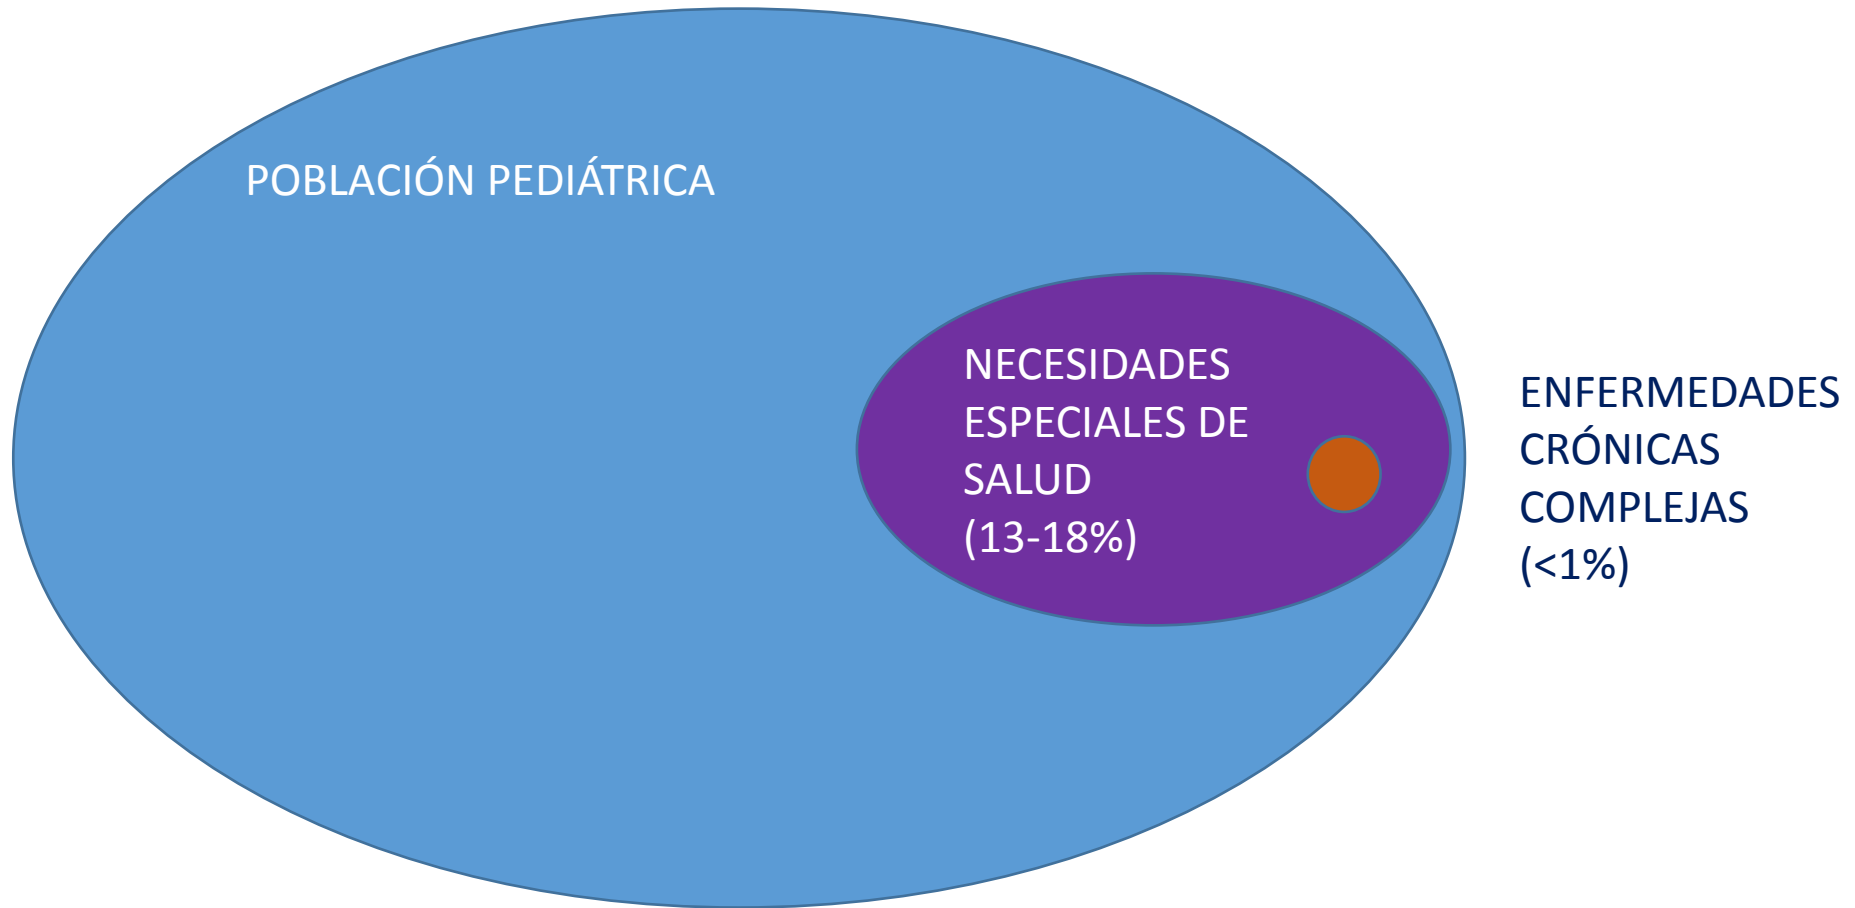 POBLACIÓN PEDIÁTRICA
NECESIDADES
ESPECIALES DE
SALUD
(13-18%)
ENFERMEDADES
CRÓNICAS
COMPLEJAS
(<1%)